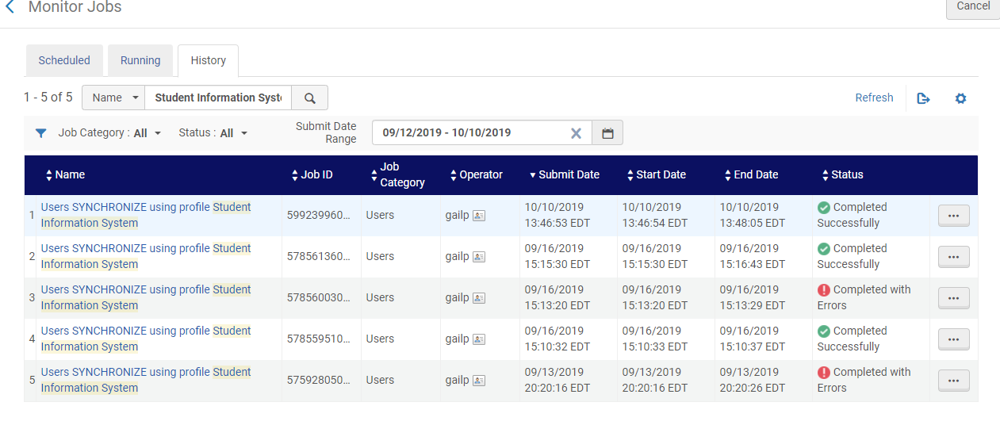 Monitor Jobs
Cancel
Scheduled
Running
History
1 - 5 of 5
Name
Student Information Syst
Refresh
Job Category : All
Status : All
Submit Date
Range
09/12/2019 - 10/10/2019
Name
Job ID
Job
Category
Operator
Submit Date
Start Date
End Date
Status
1
Users SYNCHRONIZE using profile Student
Information System
599239960...
Users
gailp
10/10/2019
13:46:53 EDT
10/10/2019
13:46:54 EDT
10/10/2019
13:48:05 EDT
Completed
Successfully
...
2
Users SYNCHRONIZE using profile Student
Information System
578561360...
Users
gailp
09/16/2019
15:15:30 EDT
09/16/2019
15:15:30 EDT
09/16/2019
15:16:43 EDT
Completed
Successfully
...
3
Users SYNCHRONIZE using profile Student
Information System
578560030...
Users
gailp
09/16/2019
15:13:20 EDT
09/16/2019
15:13:20 EDT
09/16/2019
15:13:29 EDT
Completed with
Errors
...
4
Users SYNCHRONIZE using profile Student
Information System
578559510...
Users
gailp
09/16/2019
15:10:32 EDT
09/16/2019
15:10:33 EDT
09/16/2019
15:10:37 EDT
Completed
Successfully
...
5
Users SYNCHRONIZE using profile Student
Information System
575928050...
Users
gailp
09/13/2019
20:20:16 EDT
09/13/2019
20:20:16 EDT
09/13/2019
20:20:26 EDT
Completed with
Errors
...